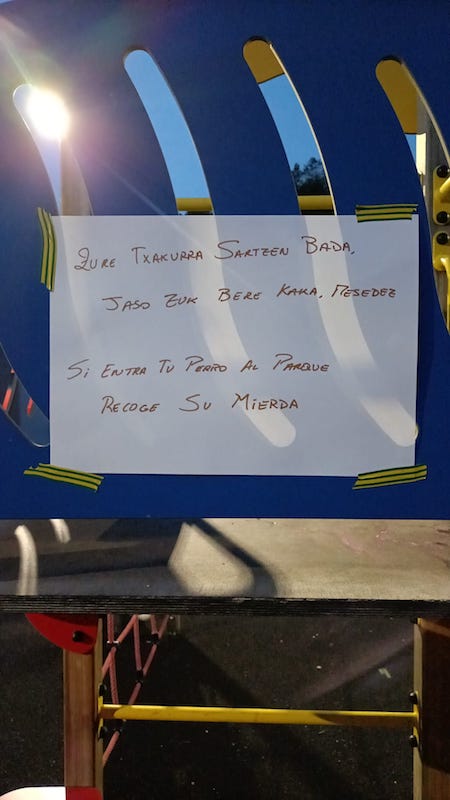 ZURE TXAKURRA SARTZEN BADA,
JASO ZUK BERE KAKA, MESEDEZ
SI ENTRA TU PERRO AL PARQUE
RECOGE SU MIERDA